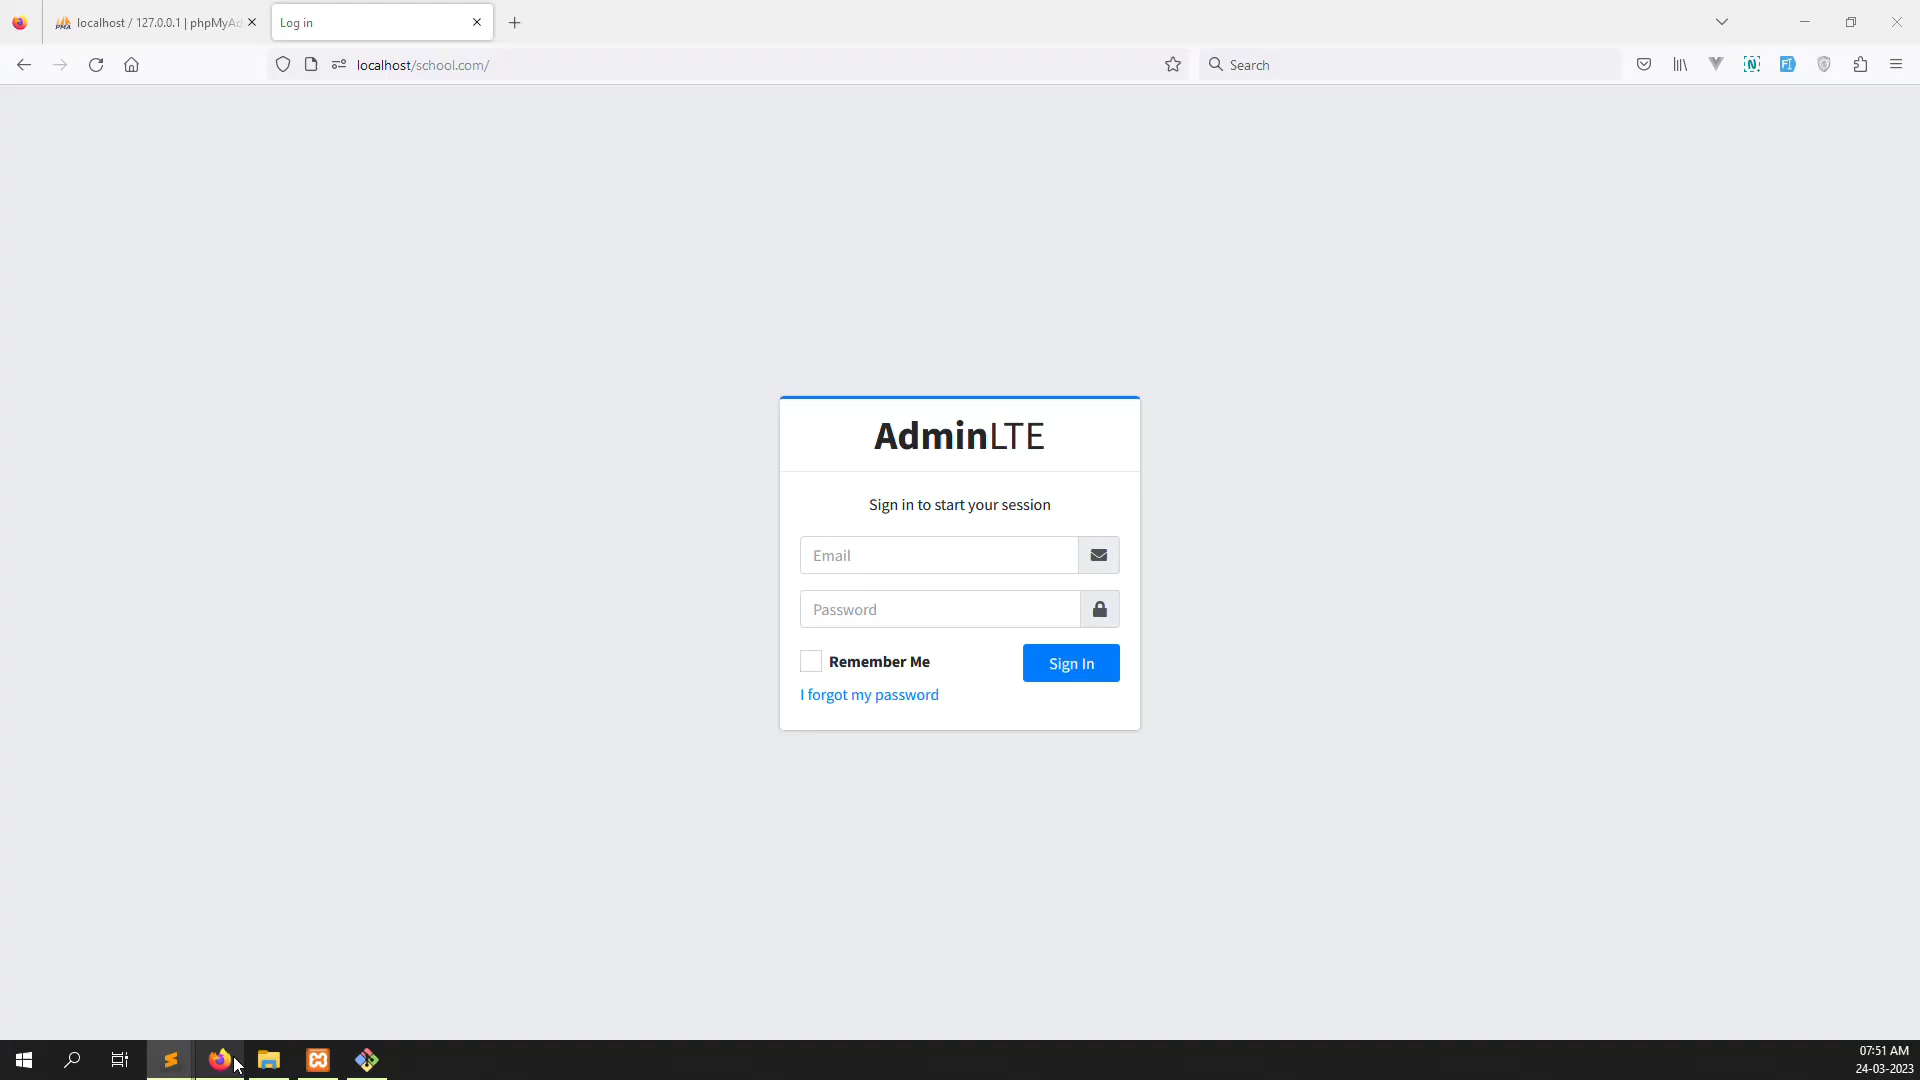 localhost / 127.0.0.1 | phpMyAd
Log in
localhost/school.com/
Search
AdminLTE
Sign in to start your session
Email
Password
Remember Me
Sign In
I forgot my password
07:51 AM
24-03-2023